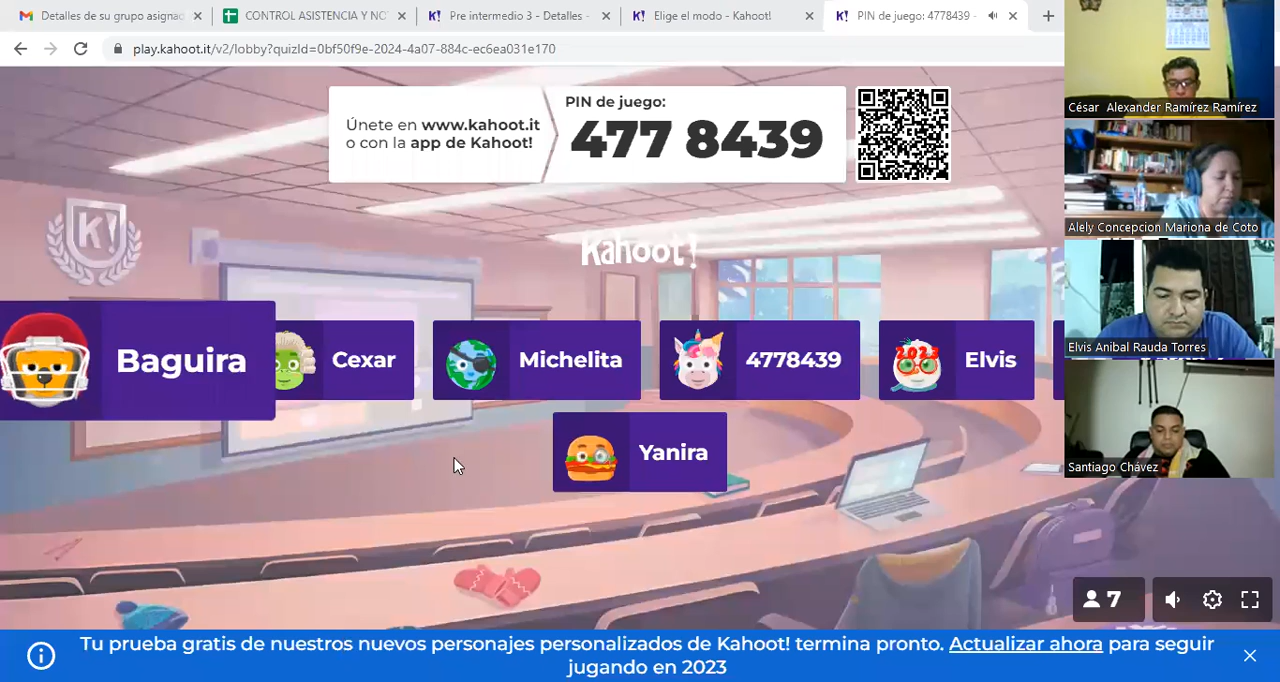 Detalles de su grupo asignac
CONTROL ASISTENCIA Y NO
Pre intermedio 3 - Detalles -
Elige el modo - Kahoot!
PIN de juego: 4778439 -
play.kahoot.it/v2/lobby?quizId=0bf50f9e-2024-4a07-884c-ec6ea031e170
Únete en www.kahoot.it
o con la app de Kahoot!
PIN de juego:
477 8439
K!
Kahoot!
Baguira
Cexar
Michelita
4778439
2023
Elvis
Yanira
César Alexander Ramírez Ramírez
Alely Concepcion Mariona de Coto
Elvis Anibal Rauda Torres
Santiago Chávez
7
Tu prueba gratis de nuestros nuevos personajes personalizados de Kahoot! termina pronto. Actualizar ahora para seguir
jugando en 2023